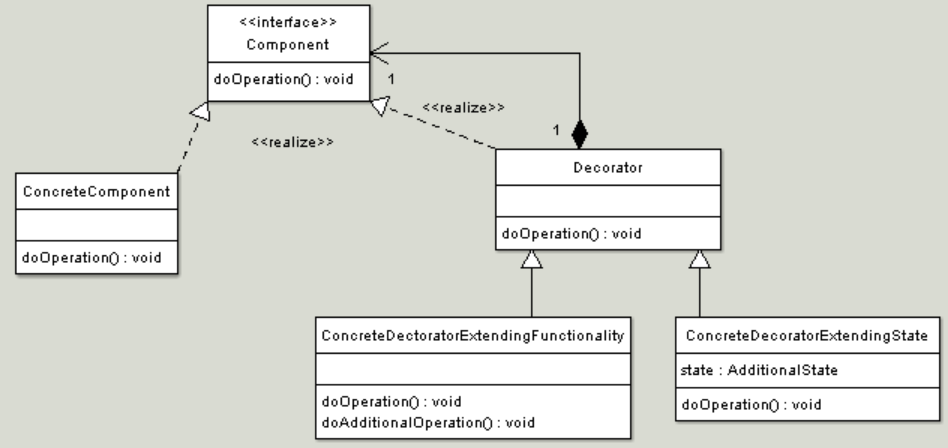 <<interface>>
Component
doOperation() : void
1
<<realize>>
<<realize>>
1
Decorator
doOperation() : void
ConcreteComponent
doOperation() : void
ConcreteDectoratorExtendingFunctionality
doOperation() : void
doAdditionalOperation() : void
ConcreteDecoratorExtendingState
state : AdditionalState
doOperation() : void